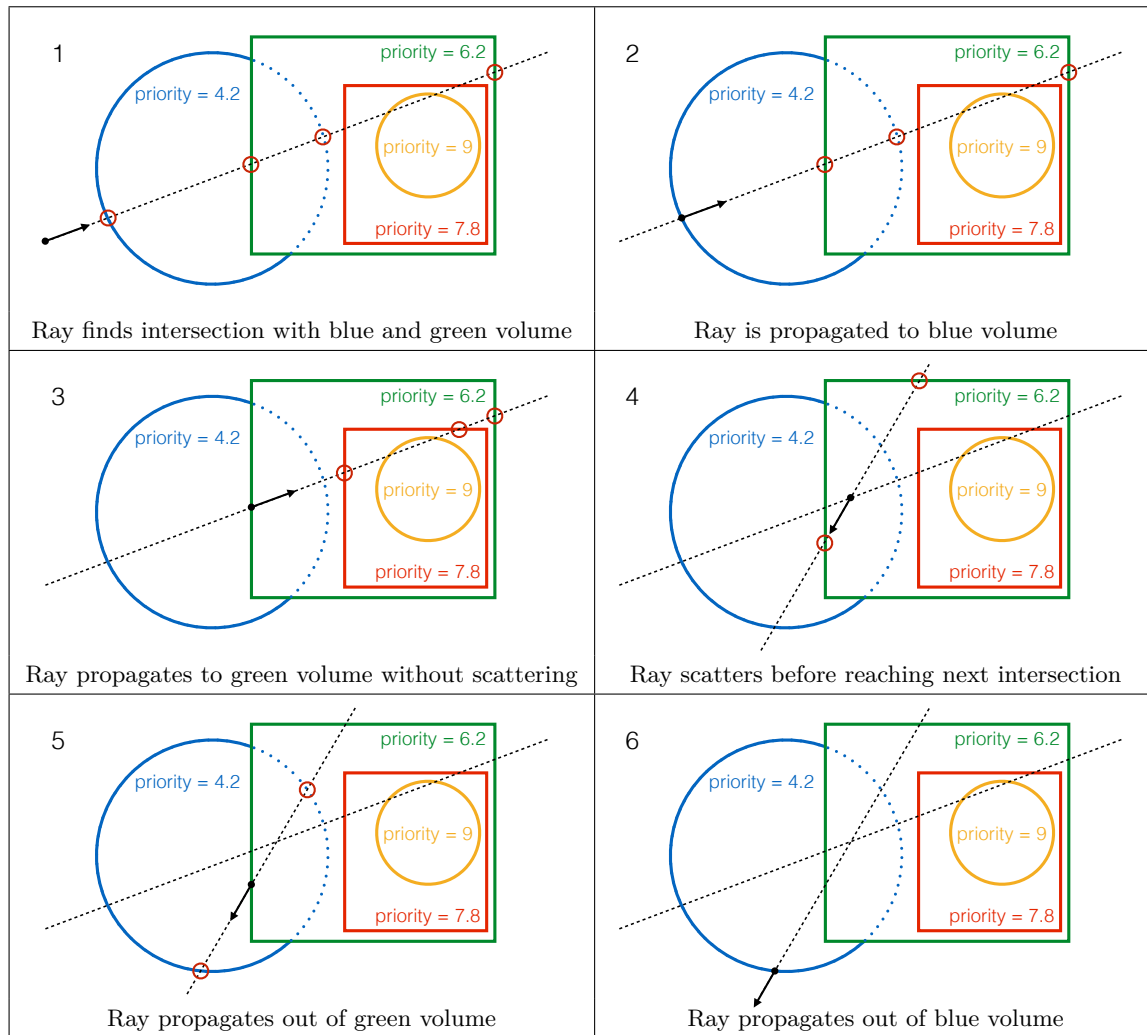 1
priority = 6.2
priority = 4.2
priority = 9
priority = 7.8
Ray finds intersection with blue and green volume
2
priority = 6.2
priority = 4.2
priority = 9
priority = 7.8
Ray is propagated to blue volume
3
priority = 6.2
priority = 4.2
priority = 9
priority = 7.8
Ray propagates to green volume without scattering
4
priority = 6.2
priority = 4.2
priority = 9
priority = 7.8
Ray scatters before reaching next intersection
5
priority = 6.2
priority = 4.2
priority = 9
priority = 7.8
Ray propagates out of green volume
6
priority = 6.2
priority = 4.2
priority = 9
priority = 7.8
Ray propagates out of blue volume